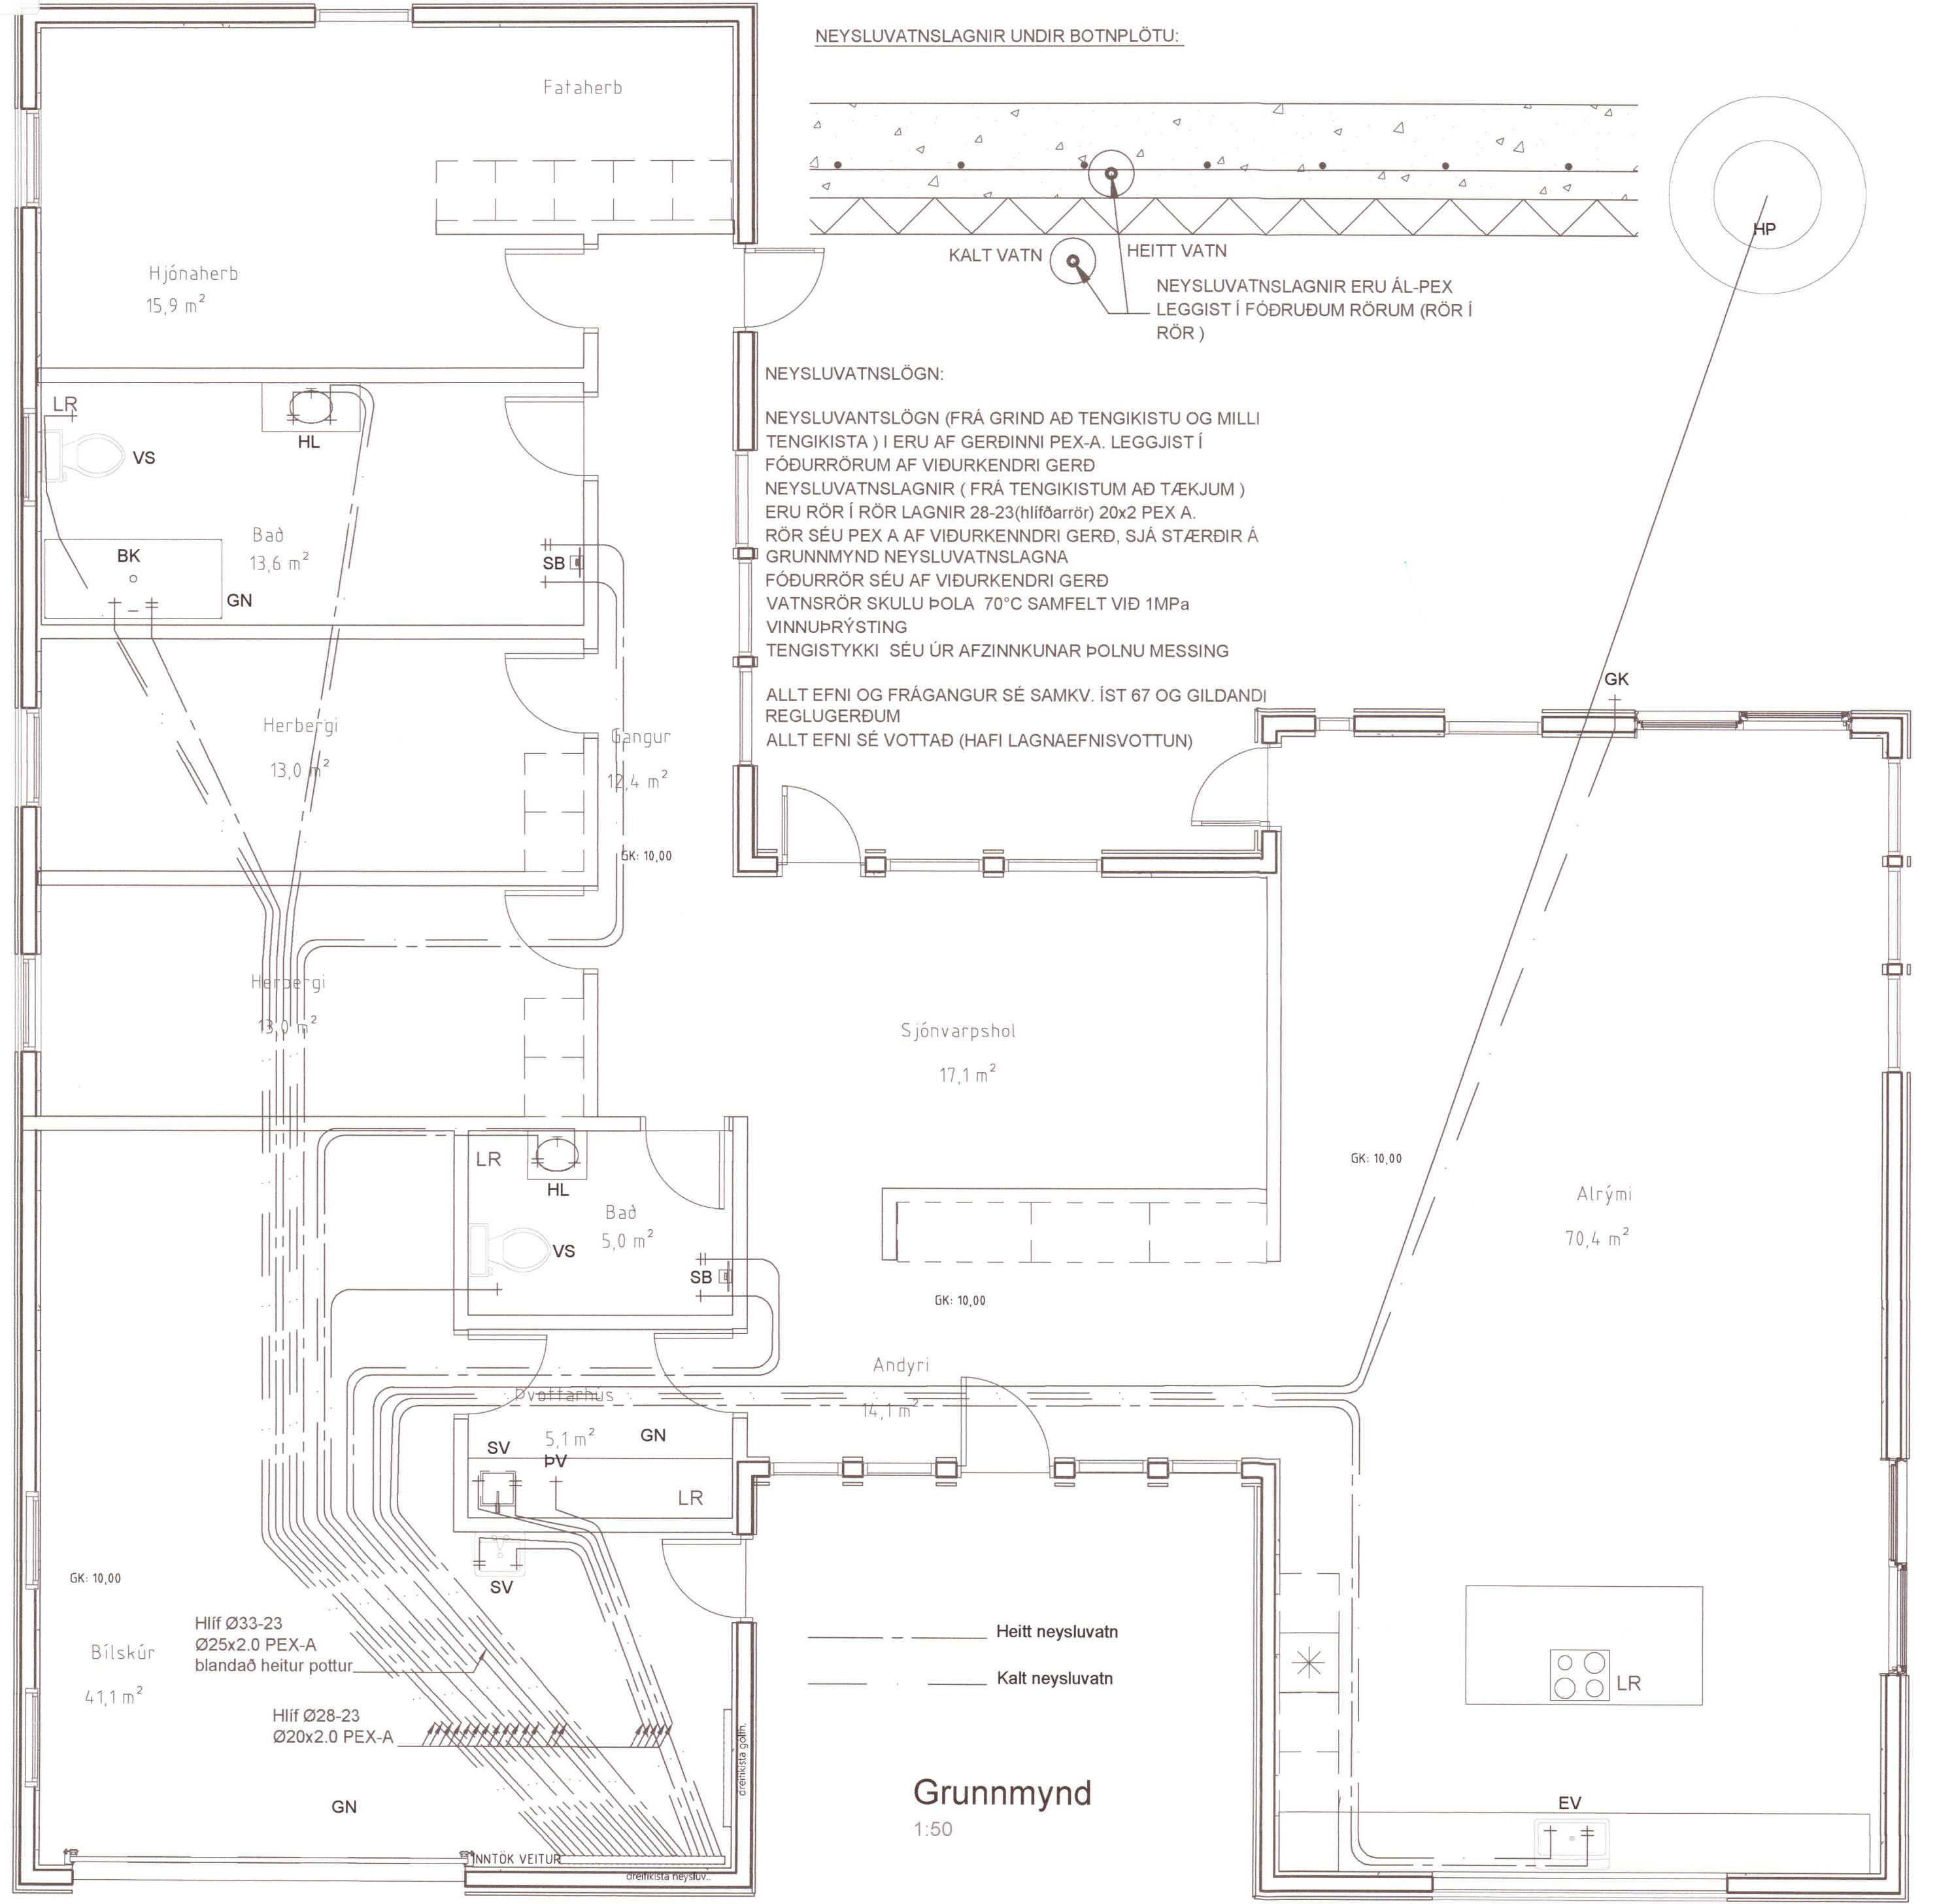 NEYSLUVATNSLAGNIR UNDIR BOTNPLÖTU:
Fataherb
HP
KALT VATN
HEITT VATN
NEYSLUVATNSLAGNIR ERU ÁL-PEX
LEGGIST Í FÓÐRUÐUM RÖRUM (RÖR Í
RÖR )
Hjónaherb
15,9 m²
NEYSLUVATNSLÖGN:
NEYSLUVANTSLÖGN (FRÁ GRIND AÐ TENGIKISTU OG MILLI
TENGIKISTA ) I ERU AF GERÐINNI PEX-A. LEGGJIST Í
FÓÐURRÖRUM AF VIÐURKENDRI GERÐ
NEYSLUVATNSLAGNIR ( FRÁ TENGIKISTUM AÐ TÆKJUM )
ERU RÖR Í RÖR LAGNIR 28-23(hlífðarrör) 20x2 PEX A.
RÖR SÉU PEX A AF VIÐURKENNDRI GERÐ, SJÁ STÆRÐIR Á
GRUNNMYND NEYSLUVATNSLAGNA
FÓÐURRÖR SÉU AF VIÐURKENDRI GERÐ
VATNSRÖR SKULU ÞOLA 70°C SAMFELT VIÐ 1MPa
VINNUÞRÝSTING
TENGISTYKKI SÉU ÚR AFZINNKUNAR ÞOLNU MESSING
ALLT EFNI OG FRÁGANGUR SÉ SAMKV. ÍST 67 OG GILDANDI
REGLUGERÐUM
ALLT EFNI SÉ VOTTAÐ (HAFI LAGNAEFNISVOTTUN)
LR
HL
VS
Bað
13,6 m²
BK
SB
GN
GK
Herbergi
13,0 m²
Gangur
12,4 m²
GK: 10,00
Herbergi
13,0 m²
Sjónvarpshol
17,1 m²
GK: 10,00
LR
HL
Bað
5,0 m²
VS
SB
Alrými
70,4 m²
GK: 10,00
Andyri
14,1 m²
Þvottarhús
5,1 m²
GN
SV
ÞV
LR
SV
GK: 10,00
Hlíf Ø33-23
Ø25x2.0 PEX-A
blandað heitur pottur
Bílskúr
41,1 m²
Hlíf Ø28-23
Ø20x2.0 PEX-A
Heitt neysluvatn
Kalt neysluvatn
LR
dreifikista gólfh.
GN
Grunnmynd
1:50
EV
INNTÖK VEITUR
dreifikista neysluv..